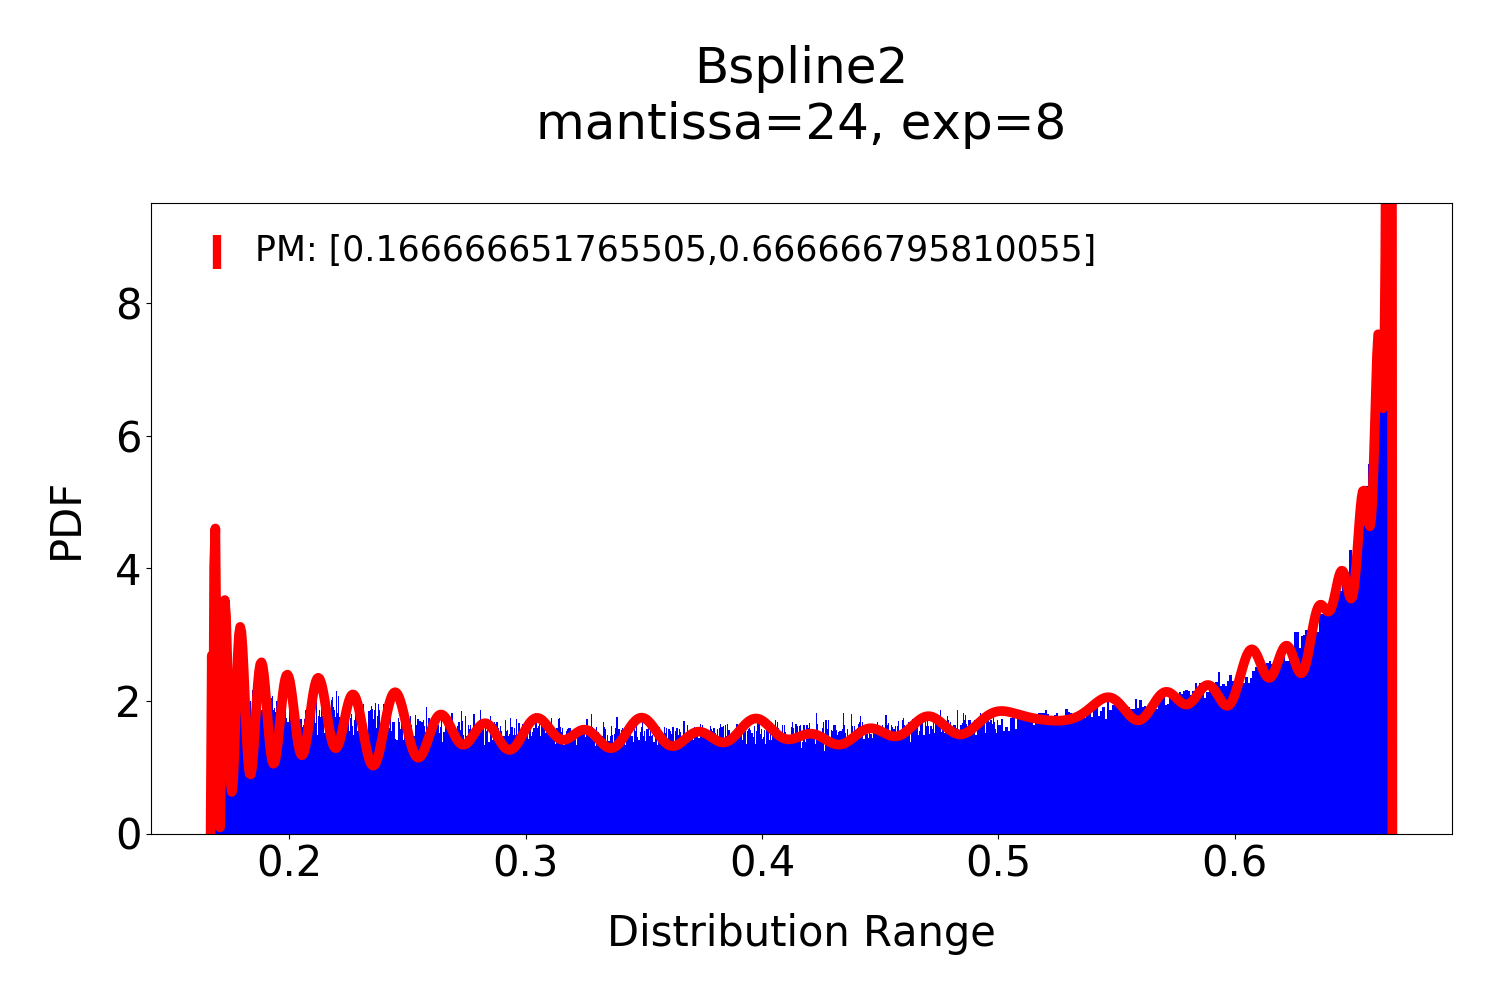 Bspline2
mantissa=24, exp=8
PM: [0.166666651765505,0.666666795810055]
8
6
4
2
0
PDF
0.2 0.3 0.4 0.5 0.6
Distribution Range